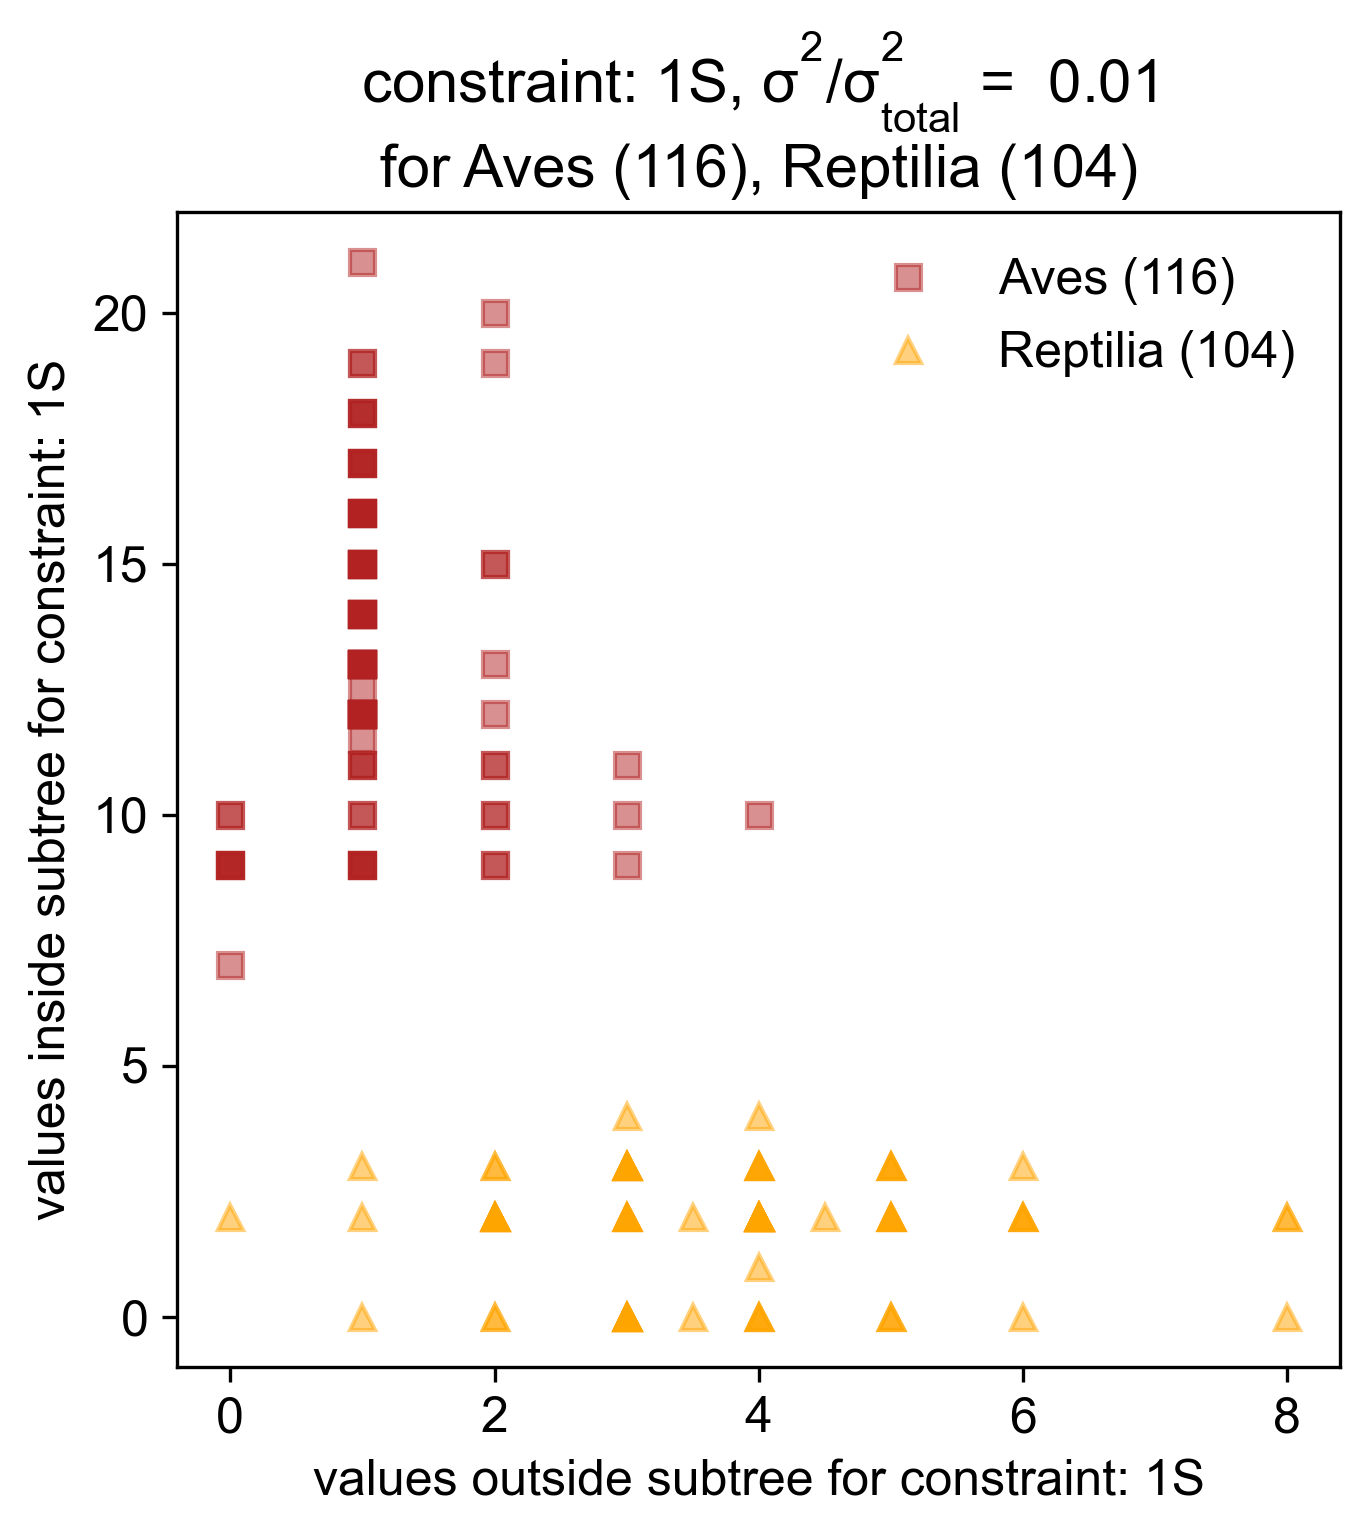 constraint: 1S, σ²/σ²total = 0.01
for Aves (116), Reptilia (104)
Aves (116)
Reptilia (104)
values inside subtree for constraint: 1S
20
15
10
5
0
0 2 4 6 8
values outside subtree for constraint: 1S